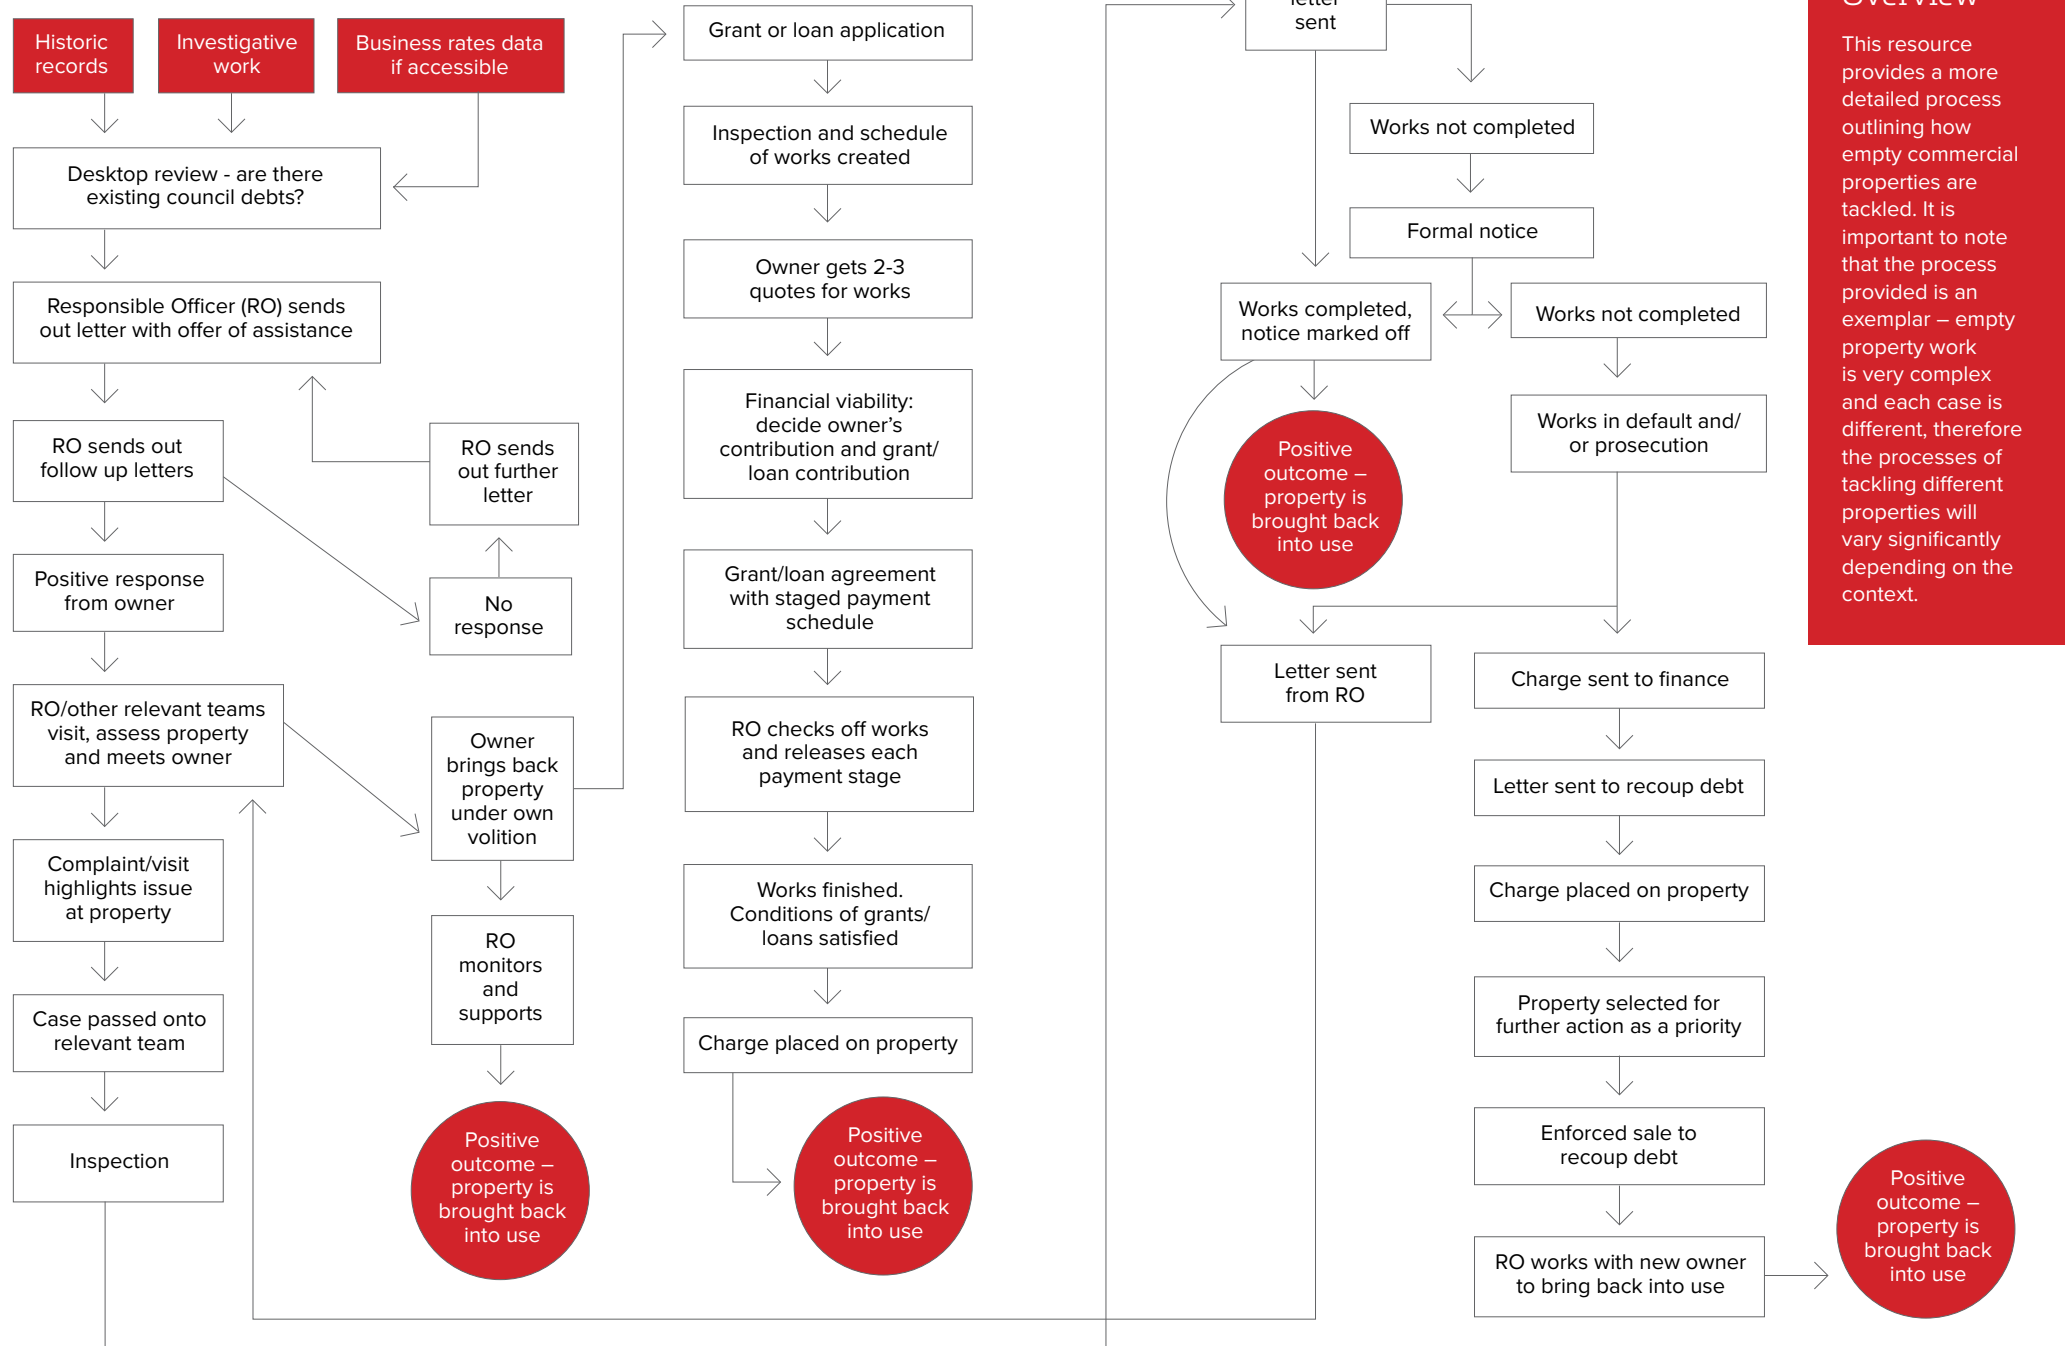 Historic
records
Investigative
work
Business rates data
if accessible
Desktop review - are there
existing council debts?
Responsible Officer (RO) sends
out letter with offer of assistance
RO sends out
follow up letters
RO sends
out further
letter
Positive response
from owner
No
response
RO/other relevant teams
visit, assess property
and meets owner
Owner
brings back
property
under own
volition
Complaint/visit
highlights issue
at property
RO
monitors
and
supports
Case passed onto
relevant team
Inspection
Positive
outcome –
property is
brought back
into use
Grant or loan application
Inspection and schedule
of works created
Owner gets 2-3
quotes for works
Financial viability:
decide owner's
contribution and grant/
loan contribution
Grant/loan agreement
with staged payment
schedule
RO checks off works
and releases each
payment stage
Works finished.
Conditions of grants/
loans satisfied
Charge placed on property
Positive
outcome –
property is
brought back
into use
letter
sent
Works not completed
Formal notice
Works completed,
notice marked off
Works not completed
Works in default and/
or prosecution
Positive
outcome –
property is
brought back
into use
Letter sent
from RO
Charge sent to finance
Letter sent to recoup debt
Charge placed on property
Property selected for
further action as a priority
Enforced sale to
recoup debt
RO works with new owner
to bring back into use
Positive
outcome –
property is
brought back
into use
Overview
This resource
provides a more
detailed process
outlining how
empty commercial
properties are
tackled. It is
important to note
that the process
provided is an
exemplar – empty
property work
is very complex
and each case is
different, therefore
the processes of
tackling different
properties will
vary significantly
depending on the
context.